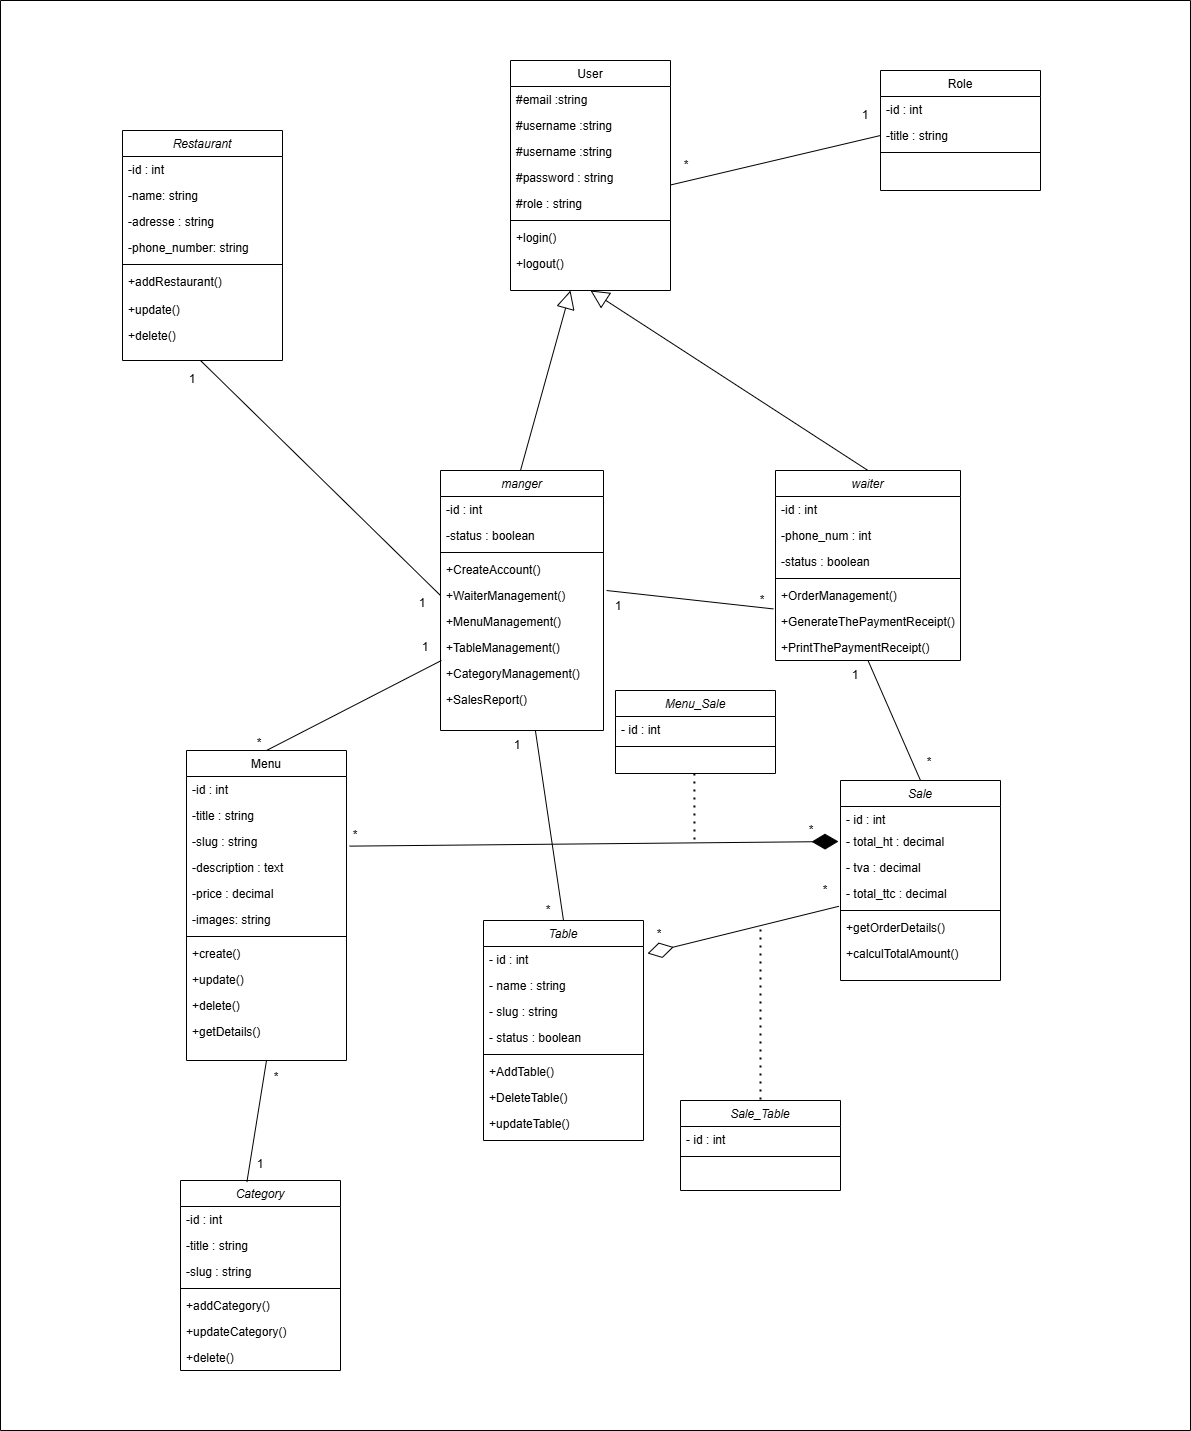 User
#email :string
#username :string
#username :string
#password : string
#role : string
+login()
+logout()
Role
-id : int
-title : string
1
*
Restaurant
-id : int
-name: string
-adresse : string
-phone_number: string
+addRestaurant()
+update()
+delete()
1
manger
-id : int
-status : boolean
+CreateAccount()
+WaiterManagement()
+MenuManagement()
+TableManagement()
+CategoryManagement()
+SalesReport()
1
1
1
*
waiter
-id : int
-phone_num : int
-status : boolean
+OrderManagement()
+GenerateThePaymentReceipt()
+PrintThePaymentReceipt()
1
*
Menu_Sale
- id : int
1
*
Menu
-id : int
-title : string
-slug : string
-description : text
-price : decimal
-images: string
+create()
+update()
+delete()
+getDetails()
*
*
Sale
- id : int
- total_ht : decimal
- tva : decimal
- total_ttc : decimal
+getOrderDetails()
+calculTotalAmount()
*
*
*
Table
- id : int
- name : string
- slug : string
- status : boolean
+AddTable()
+DeleteTable()
+updateTable()
Sale_Table
- id : int
*
1
Category
-id : int
-title : string
-slug : string
+addCategory()
+updateCategory()
+delete()